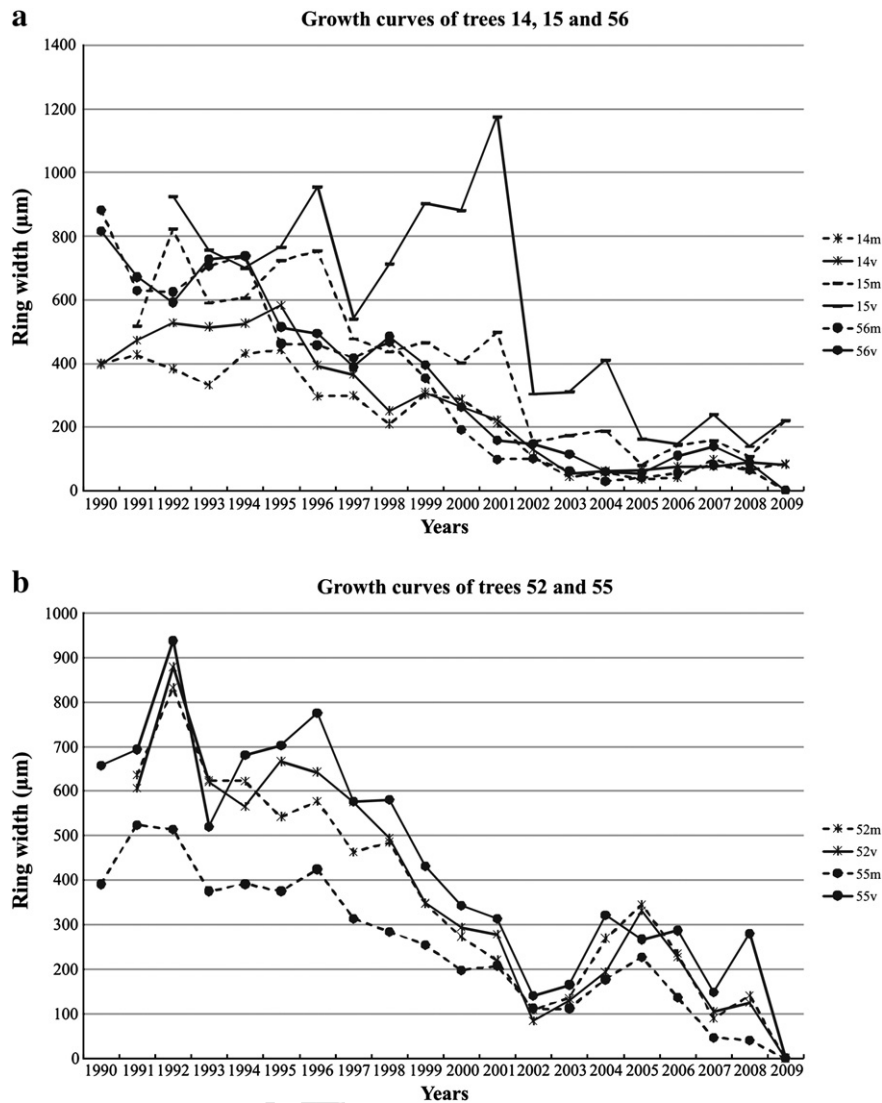 a
Growth curves of trees 14, 15 and 56
1400
1200
1000
800
600
400
200
0
Ring width (µm)
1990 1991 1992 1993 1994 1995 1996 1997 1998 1999 2000 2001 2002 2003 2004 2005 2006 2007 2008 2009
Years
14m
14v
15m
15v
56m
56v
b
Growth curves of trees 52 and 55
1000
900
800
700
600
500
400
300
200
100
0
Ring width (µm)
1990 1991 1992 1993 1994 1995 1996 1997 1998 1999 2000 2001 2002 2003 2004 2005 2006 2007 2008 2009
Years
52m
52v
55m
55v